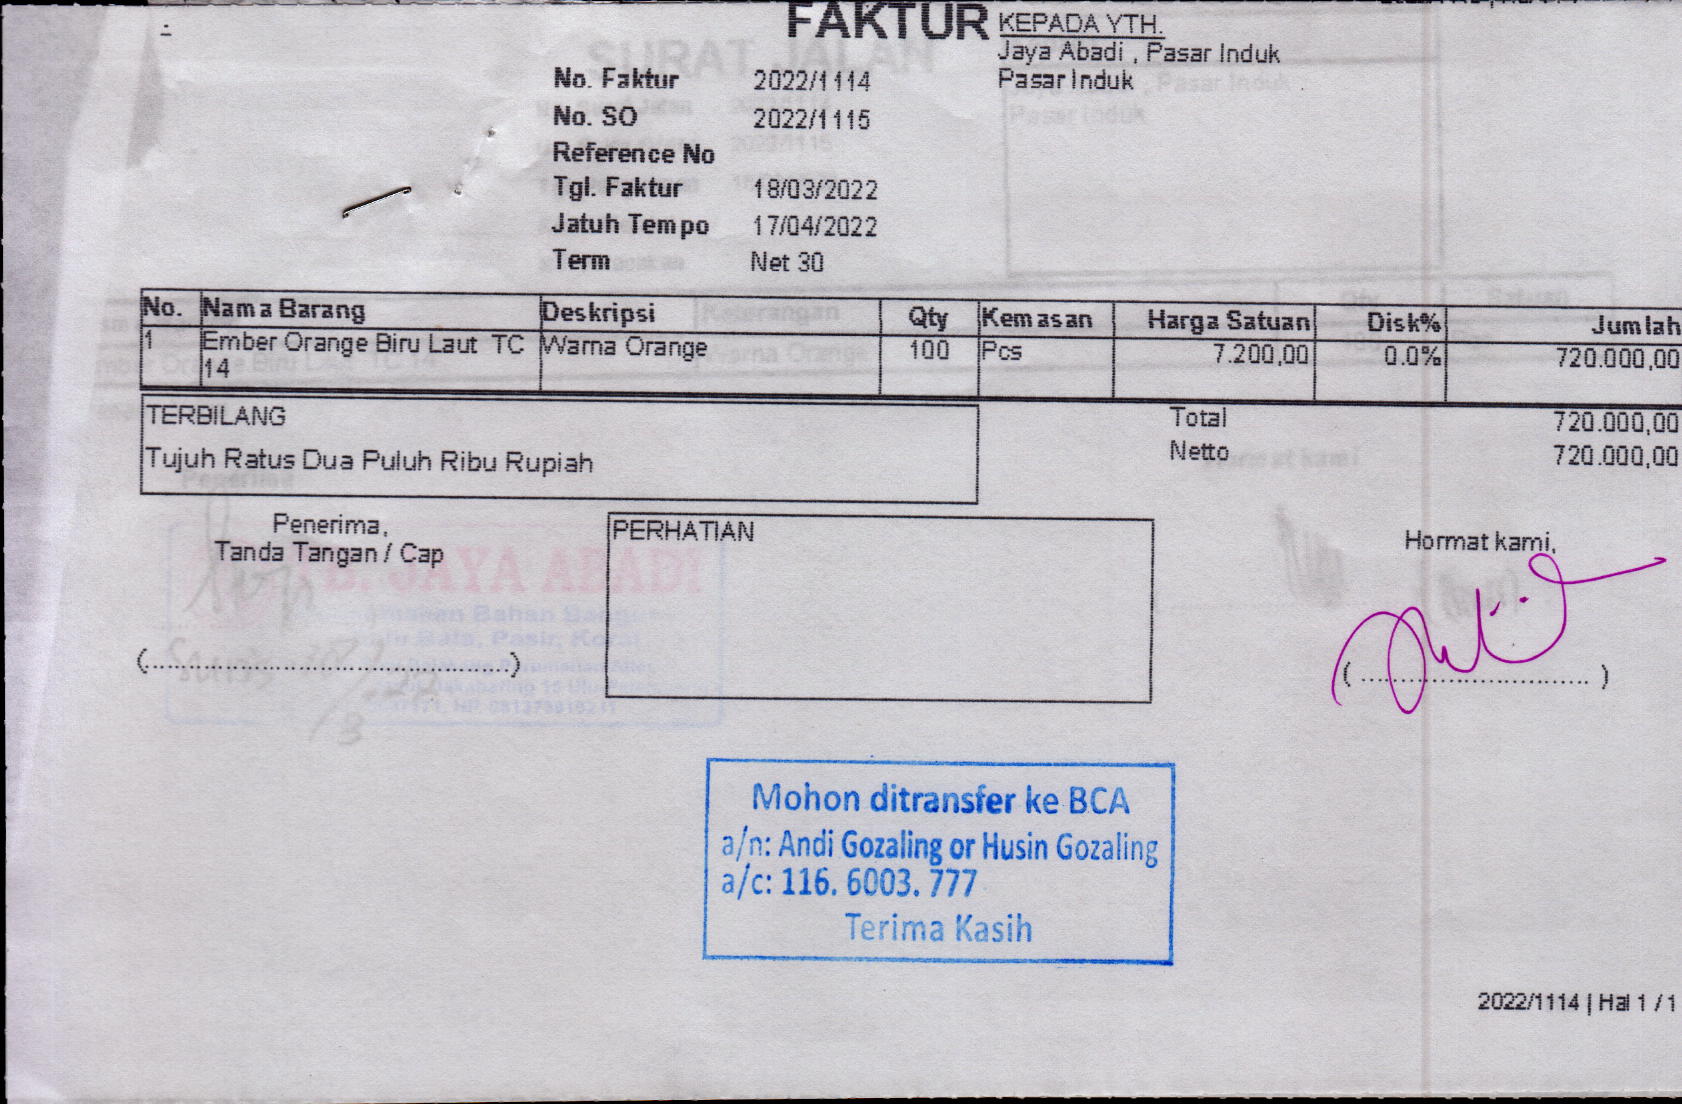 FAKTUR
KEPADA YTH.
Jaya Abadi , Pasar Induk
Pasar Induk
No. Faktur 2022/1114
No. SO 2022/1115
Reference No
Tgl. Faktur 18/03/2022
Jatuh Tempo 17/04/2022
Term Net 30
No. Nama Barang Deskripsi Qty Kemasan Harga Satuan Disk% Jumlah
1 Ember Orange Biru Laut TC Warna Orange 100 Pcs 7.200,00 0.0% 720.000,00
14
TERBILANG
Tujuh Ratus Dua Puluh Ribu Rupiah
Total 720.000,00
Netto 720.000,00
Penerima,
Tanda Tangan / Cap
PERHATIAN
Hormat kami,
(....................................................)
( ................................ )
Mohon ditransfer ke BCA
a/n: Andi Gozaling or Husin Gozaling
a/c: 116. 6003. 777
Terima Kasih
2022/1114 | Hal 1 / 1